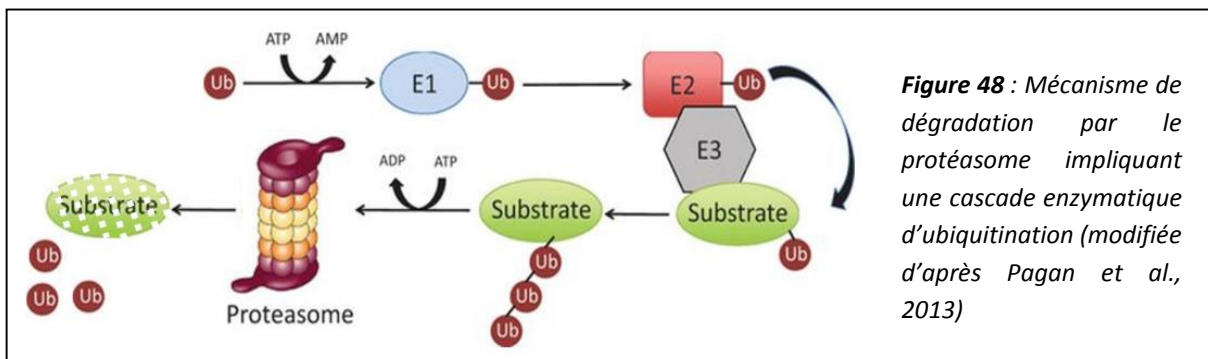 ATP AMP
Ub
E1
Ub
E2
Ub
E3
Substrate
Ub
ADP ATP
Substrate
Ub
Ub
Ub
Proteasome
Substrate
Ub
Ub
Ub
Figure 48 : Mécanisme de
dégradation par le
protéasome impliquant
une cascade enzymatique
d’ubiquitination (modifiée
d’après Pagan et al.,
2013)